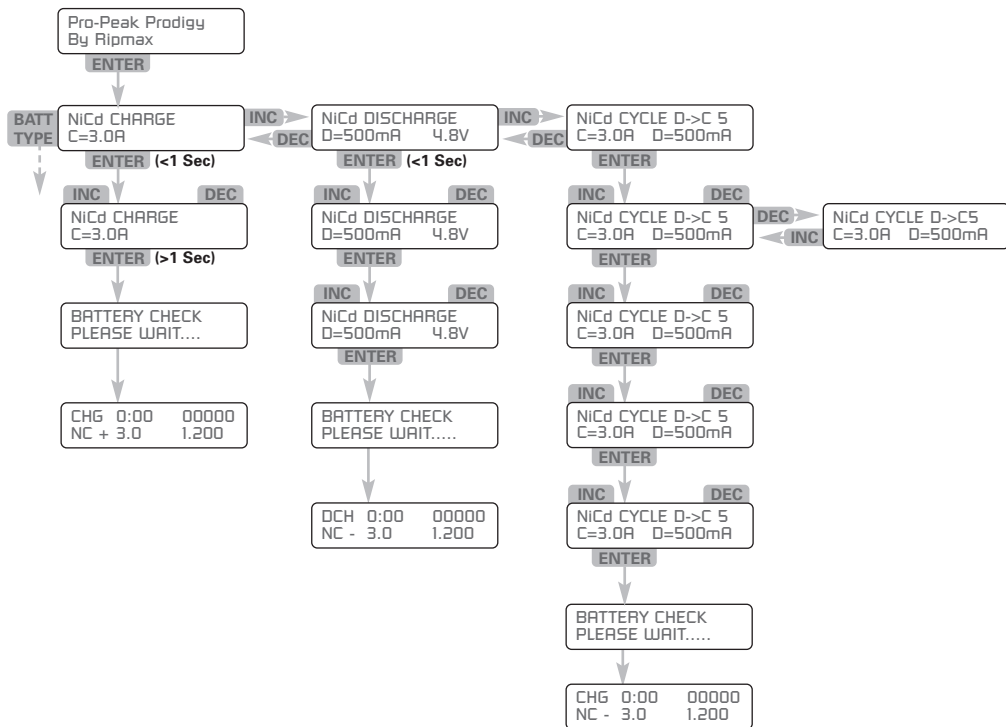 Pro-Peak Prodigy
By Ripmax
ENTER
BATT
TYPE
NiCd CHARGE
C=3.0A
INC
DEC
NiCd DISCHARGE
D=500mA 4.8V
INC
DEC
NiCd CYCLE D->C 5
C=3.0A D=500mA
ENTER (<1 Sec)
ENTER (<1 Sec)
ENTER
INC DEC
NiCd CHARGE
C=3.0A
INC DEC
NiCd DISCHARGE
D=500mA 4.8V
INC DEC
NiCd CYCLE D->C 5
C=3.0A D=500mA
DEC
INC
NiCd CYCLE D->C5
C=3.0A D=500mA
ENTER (>1 Sec)
ENTER
ENTER
BATTERY CHECK
PLEASE WAIT....
INC DEC
NiCd DISCHARGE
D=500mA 4.8V
INC DEC
NiCd CYCLE D->C 5
C=3.0A D=500mA
ENTER
ENTER
CHG 0:00 00000
NC + 3.0 1.200
BATTERY CHECK
PLEASE WAIT.....
INC DEC
NiCd CYCLE D->C 5
C=3.0A D=500mA
ENTER
DCH 0:00 00000
NC - 3.0 1.200
INC DEC
NiCd CYCLE D->C 5
C=3.0A D=500mA
ENTER
BATTERY CHECK
PLEASE WAIT.....
CHG 0:00 00000
NC - 3.0 1.200